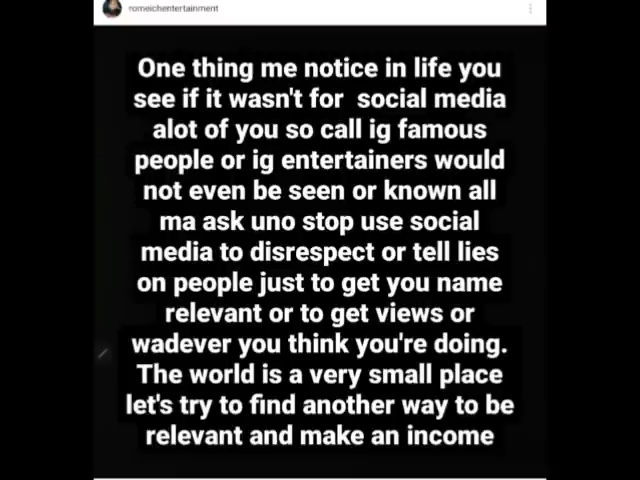 romeichentertainment
One thing me notice in life you
see if it wasn't for social media
alot of you so call ig famous
people or ig entertainers would
not even be seen or known all
ma ask uno stop use social
media to disrespect or tell lies
on people just to get you name
relevant or to get views or
wadever you think you're doing.
The world is a very small place
let's try to find another way to be
relevant and make an income